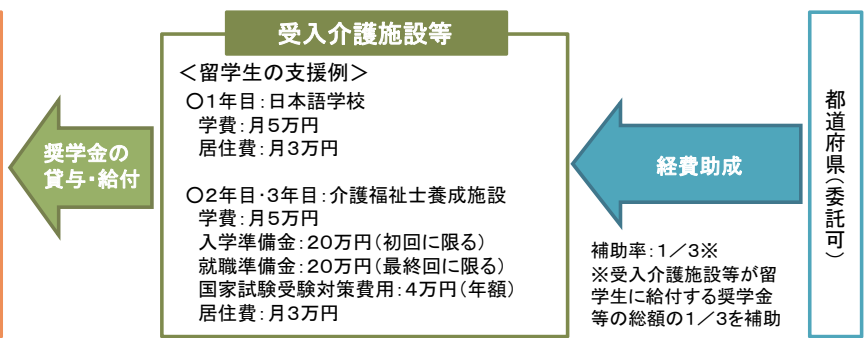 受入介護施設等
＜留学生の支援例＞
○1年目：日本語学校
学費：月5万円
居住費：月3万円
○2年目・3年目：介護福祉士養成施設
学費：月5万円
入学準備金：20万円（初回に限る）
就職準備金：20万円（最終回に限る）
国家試験受験対策費用：4万円（年額）
居住費：月3万円
奨学金の
貸与・給付
経費助成
補助率：1／3※
※受入介護施設等が留
学生に給付する奨学金
等の総額の1／3を補助
都道府県（委託可）